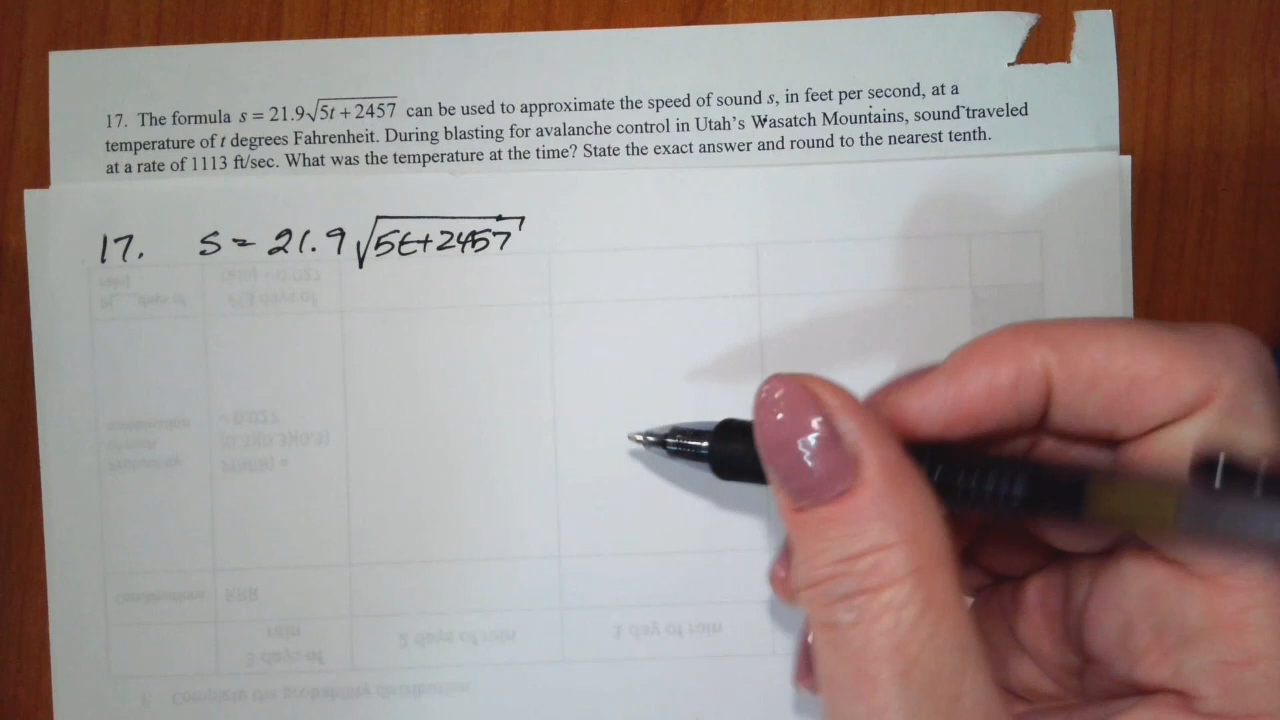 17. The formula s = 21.9√5t + 2457 can be used to approximate the speed of sound s, in feet per second, at a
temperature of t degrees Fahrenheit. During blasting for avalanche control in Utah's Wasatch Mountains, sound traveled
at a rate of 1113 ft/sec. What was the temperature at the time? State the exact answer and round to the nearest tenth.
17. s = 21.9√5t+2457